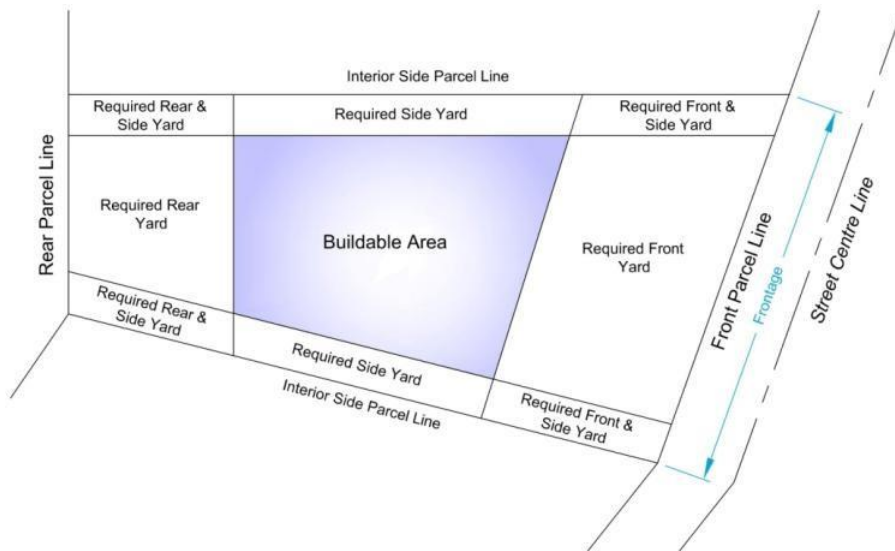 Interior Side Parcel Line
Required Rear &
Side Yard
Required Side Yard
Required Front &
Side Yard
Rear Parcel Line
Required Rear
Yard
Buildable Area
Required Front
Yard
Front Parcel Line
Frontage
Street Centre Line
Required Rear &
Side Yard
Required Side Yard
Interior Side Parcel Line
Required Front &
Side Yard